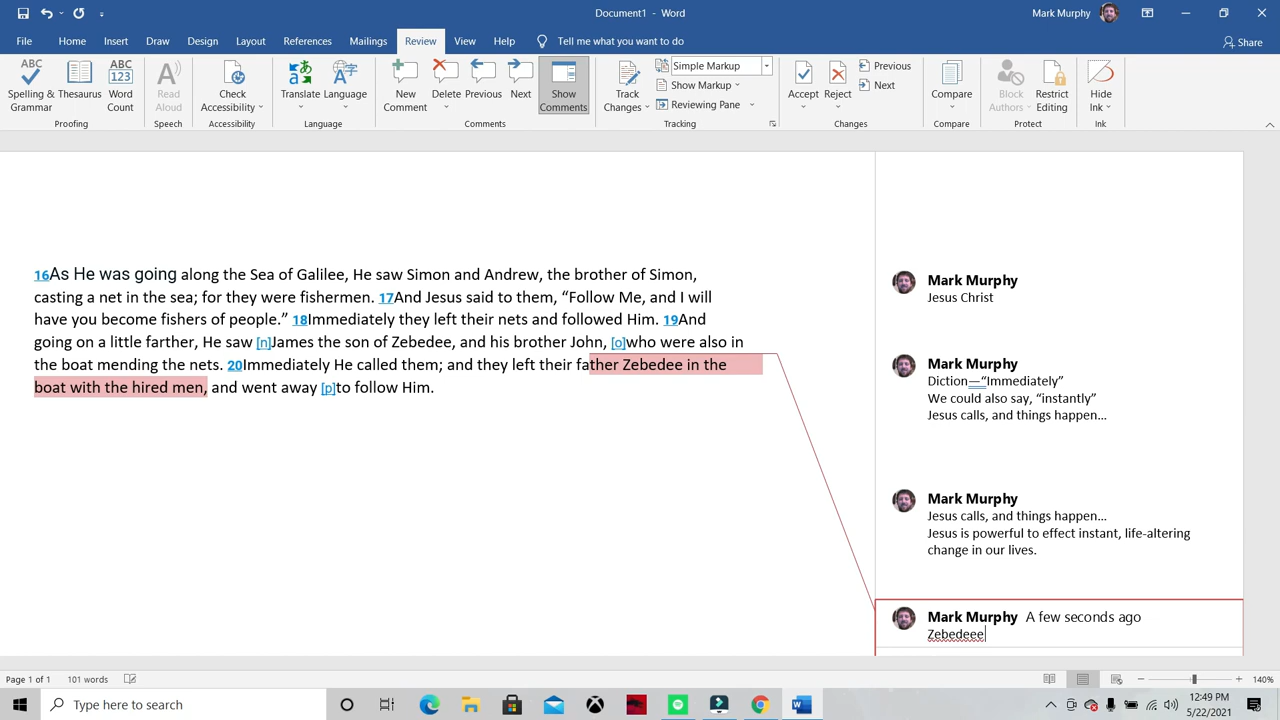 Document1 - Word
Mark Murphy
File Home Insert Draw Design Layout References Mailings Review View Help Tell me what you want to do
Share
ABC
Spelling & Grammar
Thesaurus
ABC
123
Word Count
Proofing
Read Aloud
Speech
Check Accessibility
Accessibility
Translate
Language
Language
New Comment
Delete
Previous
Next
Show Comments
Comments
Track Changes
Simple Markup
Show Markup
Reviewing Pane
Tracking
Accept
Reject
Previous
Next
Changes
Compare
Compare
Block Authors
Restrict Editing
Protect
Hide Ink
Ink
16As He was going along the Sea of Galilee, He saw Simon and Andrew, the brother of Simon,
casting a net in the sea; for they were fishermen. 17And Jesus said to them, “Follow Me, and I will
have you become fishers of people.” 18Immediately they left their nets and followed Him. 19And
going on a little farther, He saw [n]James the son of Zebedee, and his brother John, [o]who were also in
the boat mending the nets. 20Immediately He called them; and they left their father Zebedee in the
boat with the hired men, and went away [p]to follow Him.
Mark Murphy
Jesus Christ
Mark Murphy
Diction—“Immediately”
We could also say, “instantly”
Jesus calls, and things happen…
Mark Murphy
Jesus calls, and things happen…
Jesus is powerful to effect instant, life-altering
change in our lives.
Mark Murphy A few seconds ago
Zebedeee
Page 1 of 1 101 words
140%
Type here to search
12:49 PM
5/22/2021